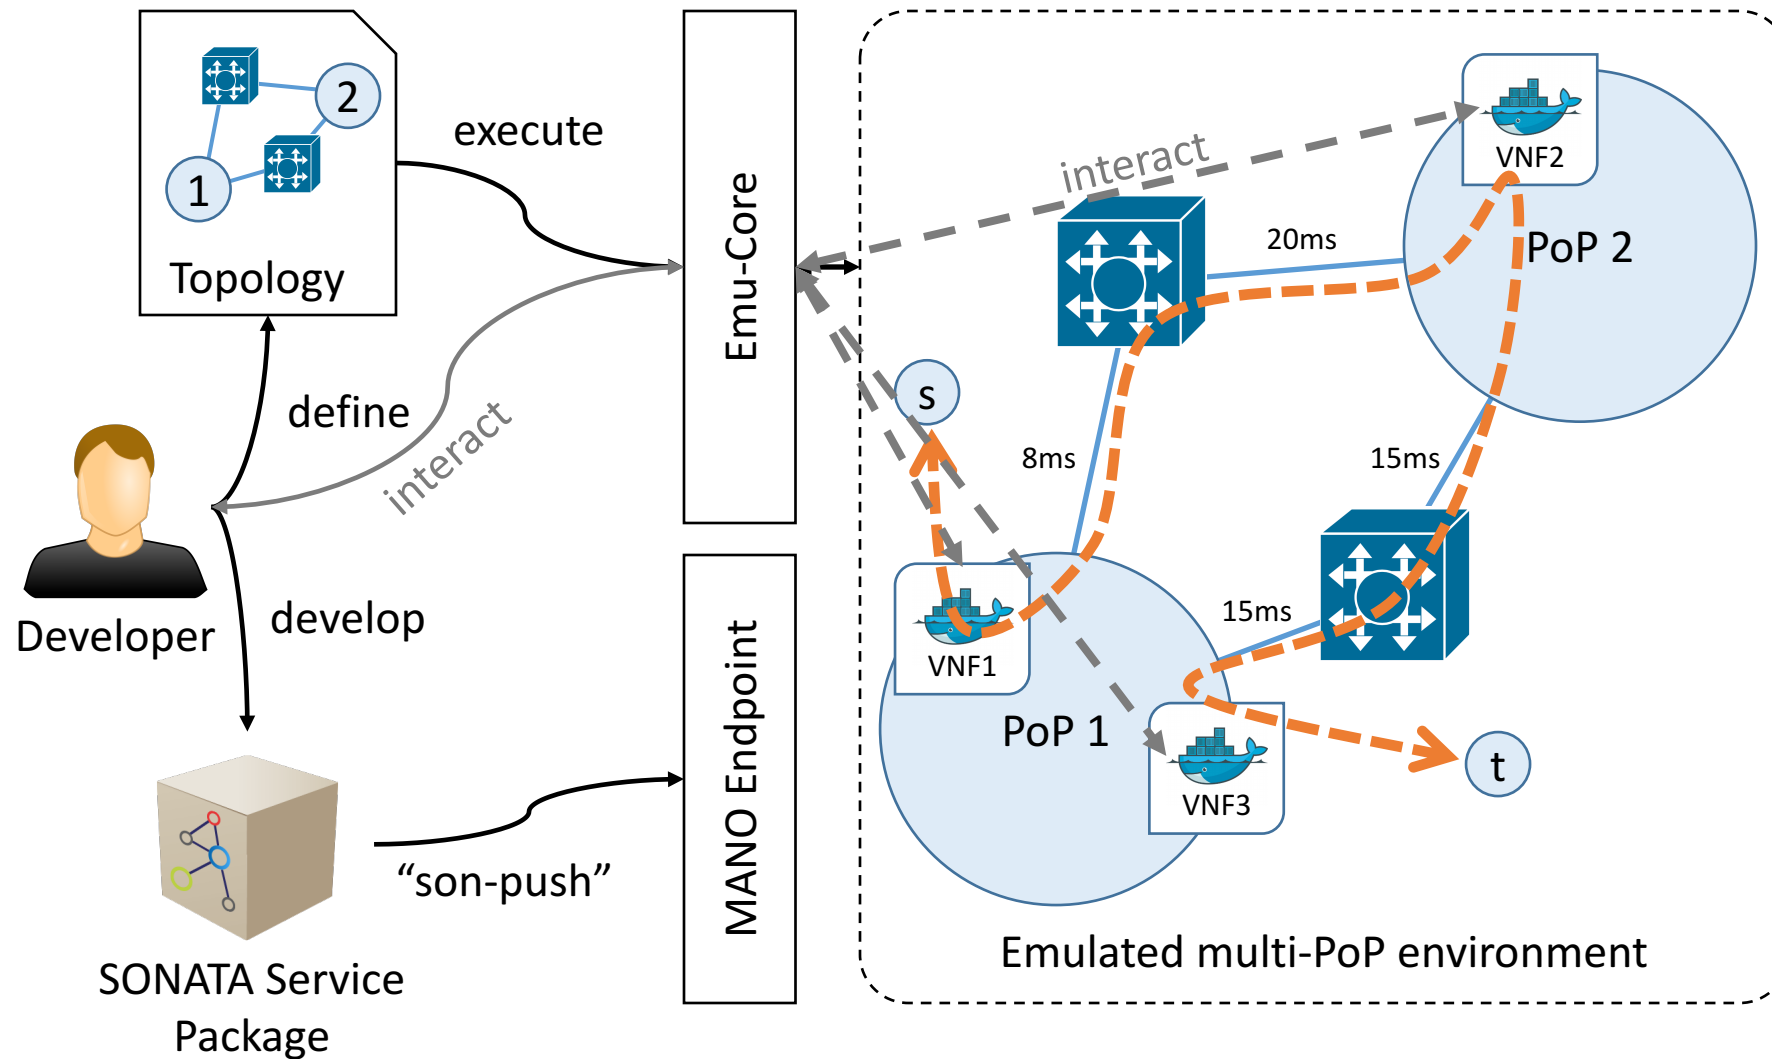 2
1
Topology
execute
define
interact
Developer
develop
SONATA Service
Package
“son-push”
Emu-Core
MANO Endpoint
interact
VNF2
PoP 2
20ms
s
8ms
15ms
15ms
VNF1
PoP 1
VNF3
t
Emulated multi-PoP environment